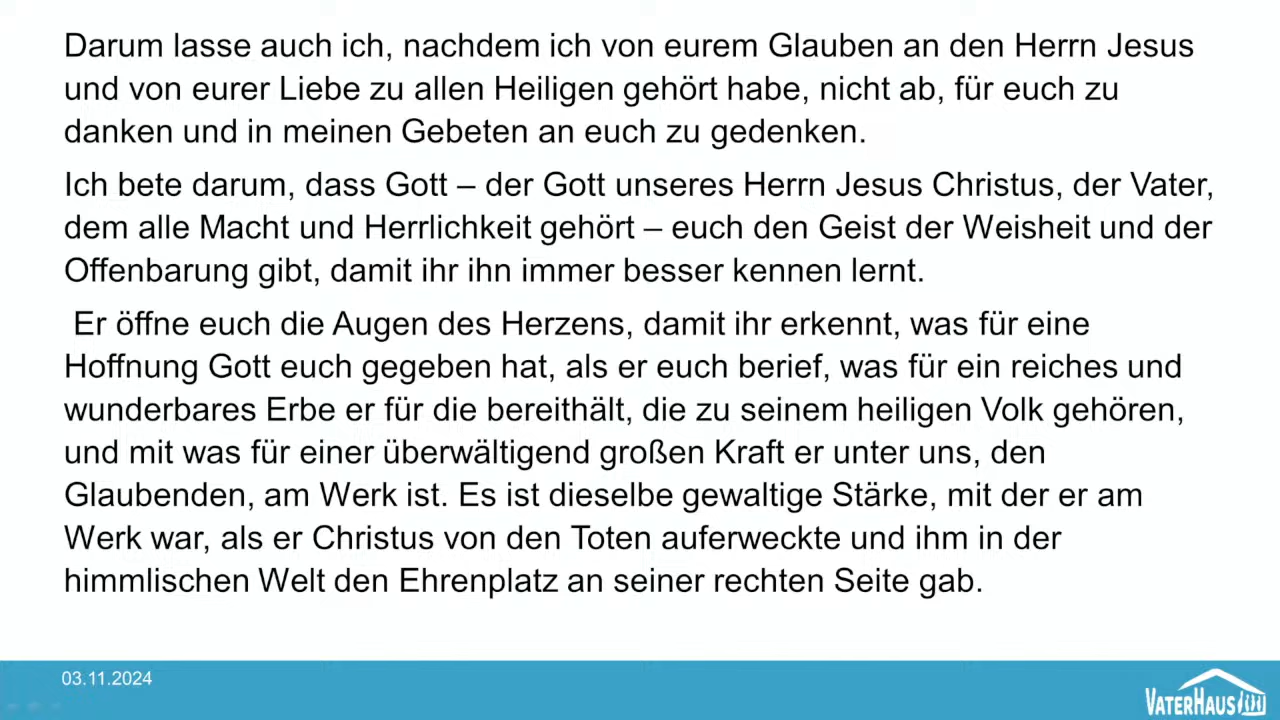 Darum lasse auch ich, nachdem ich von eurem Glauben an den Herrn Jesus
und von eurer Liebe zu allen Heiligen gehört habe, nicht ab, für euch zu
danken und in meinen Gebeten an euch zu gedenken.
Ich bete darum, dass Gott – der Gott unseres Herrn Jesus Christus, der Vater,
dem alle Macht und Herrlichkeit gehört – euch den Geist der Weisheit und der
Offenbarung gibt, damit ihr ihn immer besser kennen lernt.
Er öffne euch die Augen des Herzens, damit ihr erkennt, was für eine
Hoffnung Gott euch gegeben hat, als er euch berief, was für ein reiches und
wunderbares Erbe er für die bereithält, die zu seinem heiligen Volk gehören,
und mit was für einer überwältigend großen Kraft er unter uns, den
Glaubenden, am Werk ist. Es ist dieselbe gewaltige Stärke, mit der er am
Werk war, als er Christus von den Toten auferweckte und ihm in der
himmlischen Welt den Ehrenplatz an seiner rechten Seite gab.
03.11.2024
VATERHAUS